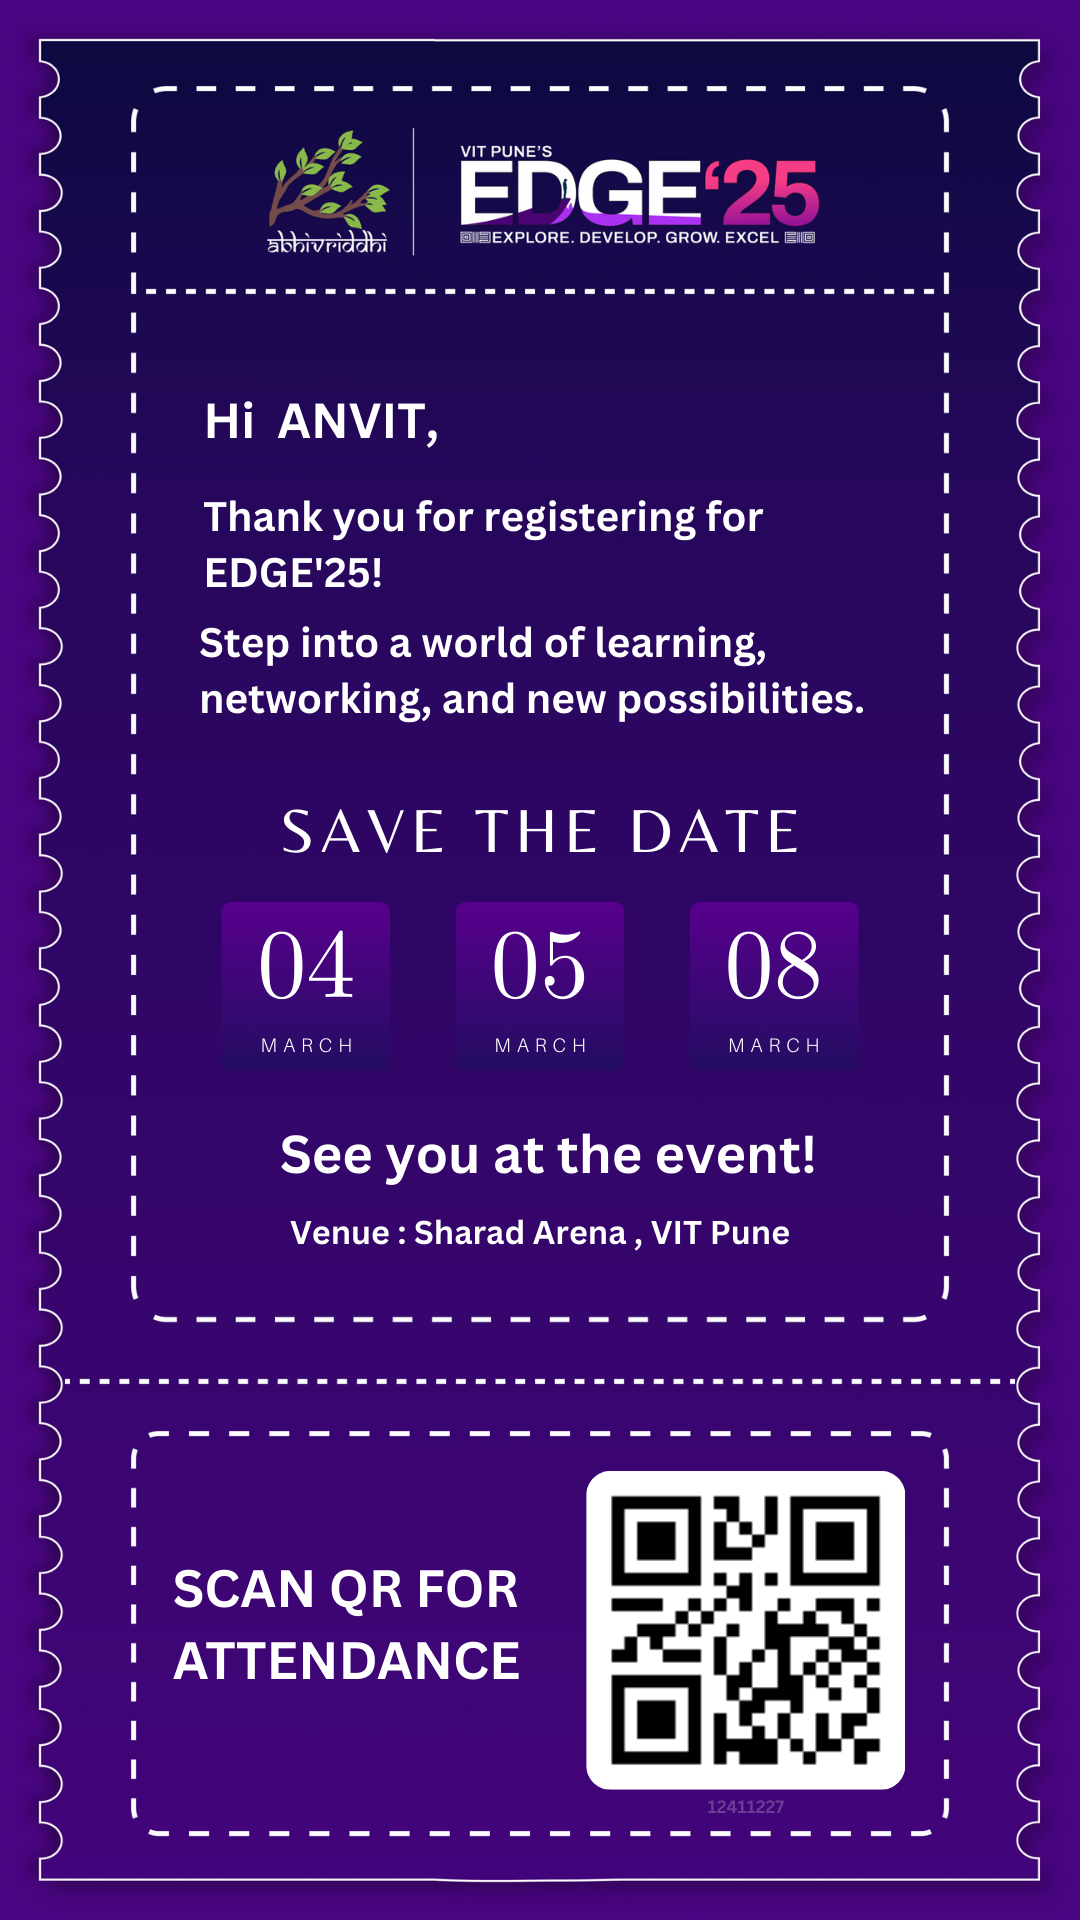 abhivriddhi
VIT PUNE'S
EDGE'25
EXPLORE. DEVELOP. GROW. EXCEL
Hi ANVIT,
Thank you for registering for
EDGE'25!
Step into a world of learning,
networking, and new possibilities.
SAVE THE DATE
04 05 08
MARCH MARCH MARCH
See you at the event!
Venue : Sharad Arena , VIT Pune
SCAN QR FOR
ATTENDANCE
12411227